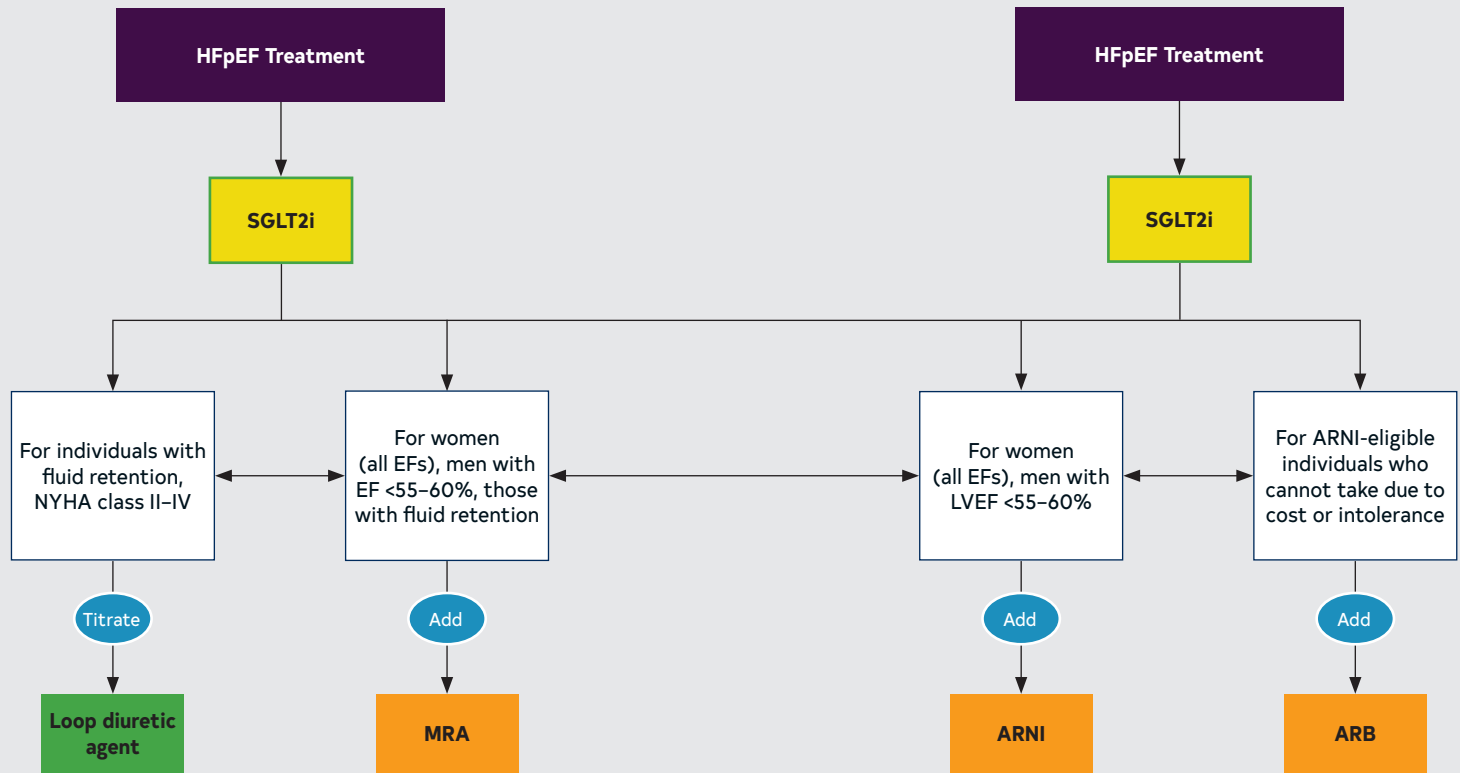 HFpEF Treatment
HFpEF Treatment
SGLT2i
SGLT2i
For individuals with
fluid retention,
NYHA class II–IV
For women
(all EFs), men with
EF <55–60%, those
with fluid retention
For women
(all EFs), men with
LVEF <55–60%
For ARNI-eligible
individuals who
cannot take due to
cost or intolerance
Titrate
Add
Add
Add
Loop diuretic
agent
MRA
ARNI
ARB